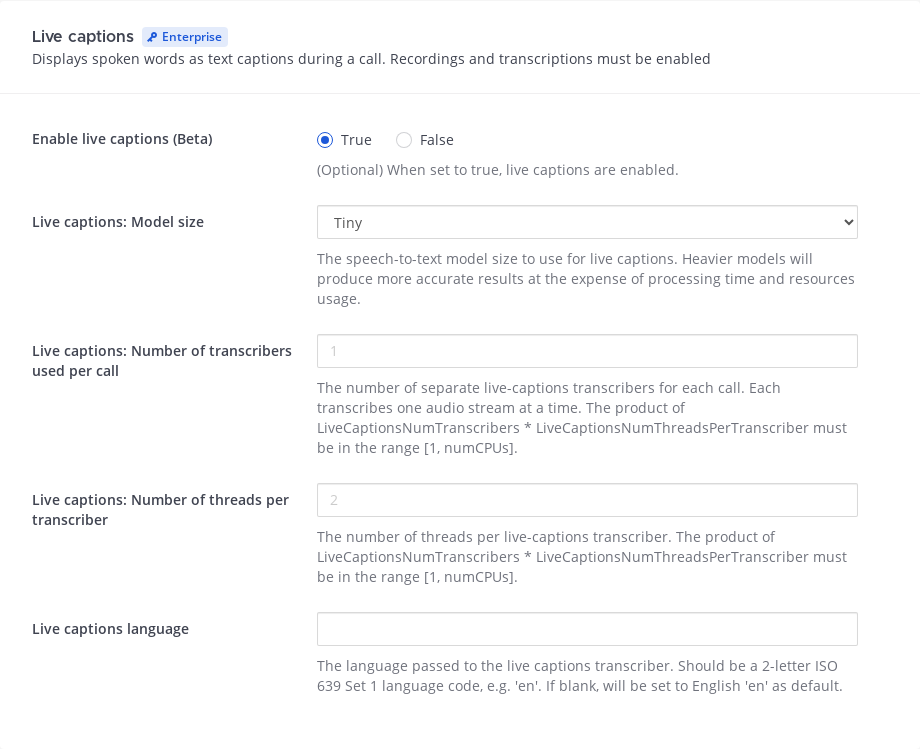 Live captions Enterprise
Displays spoken words as text captions during a call. Recordings and transcriptions must be enabled
Enable live captions (Beta)
True False
(Optional) When set to true, live captions are enabled.
Live captions: Model size
Tiny
The speech-to-text model size to use for live captions. Heavier models will
produce more accurate results at the expense of processing time and resources
usage.
Live captions: Number of transcribers
used per call
1
The number of separate live-captions transcribers for each call. Each
transcribes one audio stream at a time. The product of
LiveCaptionsNumTranscribers * LiveCaptionsNumThreadsPerTranscriber must
be in the range [1, numCPUs].
Live captions: Number of threads per
transcriber
2
The number of threads per live-captions transcriber. The product of
LiveCaptionsNumTranscribers * LiveCaptionsNumThreadsPerTranscriber must
be in the range [1, numCPUs].
Live captions language
The language passed to the live captions transcriber. Should be a 2-letter ISO
639 Set 1 language code, e.g. 'en'. If blank, will be set to English 'en' as default.